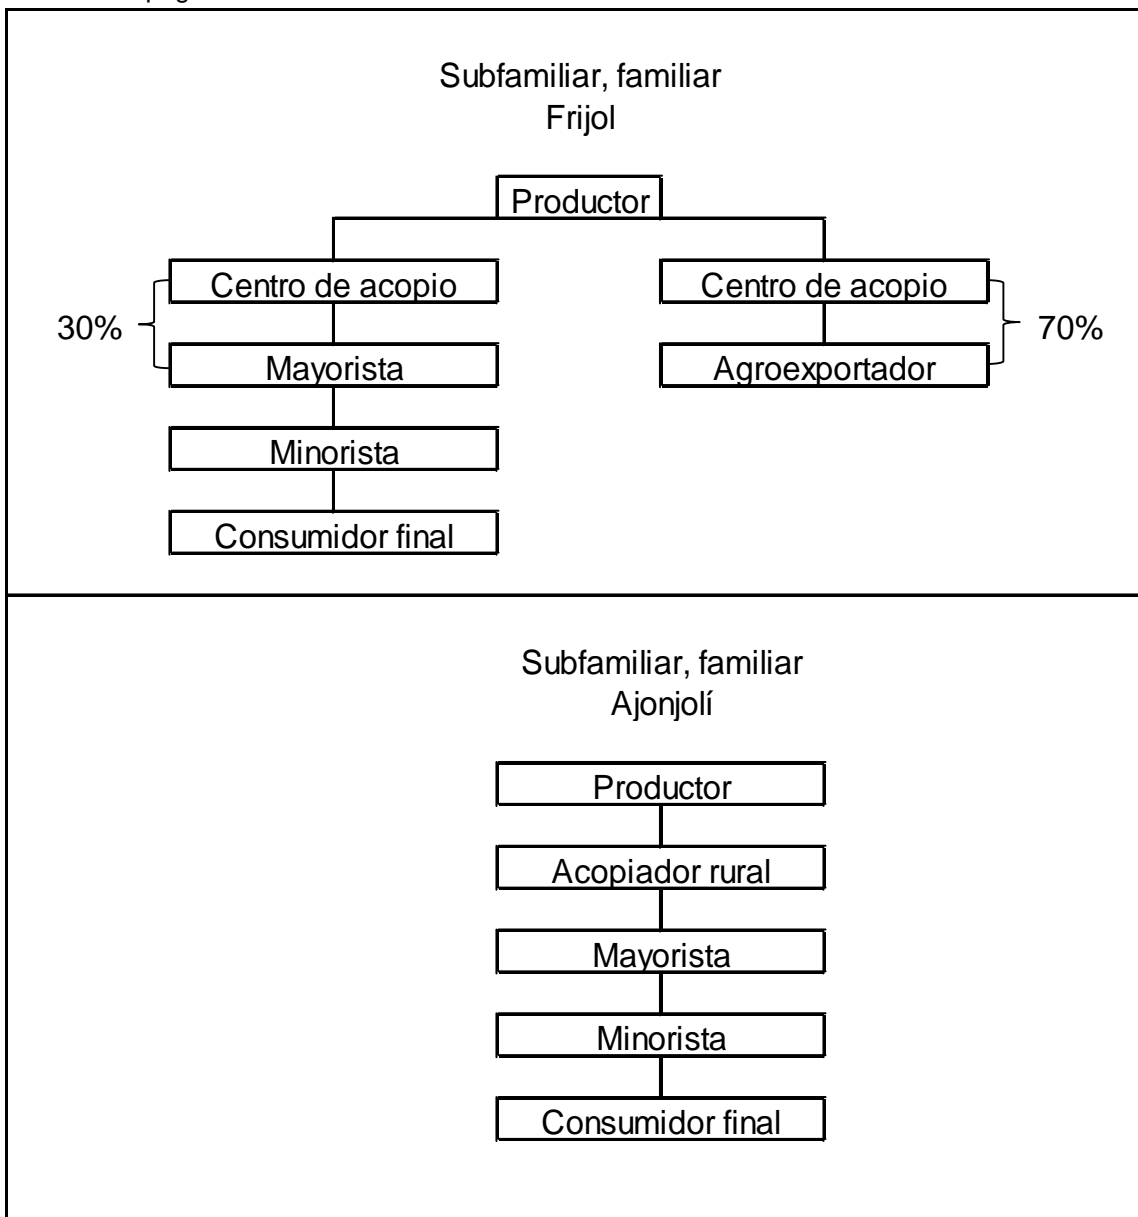 Subfamiliar, familiar
Frijol
Productor
Centro de acopio
Centro de acopio
30%
70%
Mayorista
Agroexportador
Minorista
Consumidor final
Subfamiliar, familiar
Ajonjolí
Productor
Acopiador rural
Mayorista
Minorista
Consumidor final